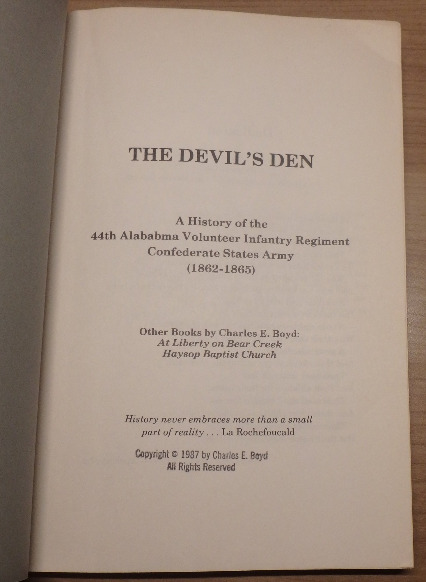 THE DEVIL'S DEN
A History of the
44th Alababma Volunteer Infantry Regiment
Confederate States Army
(1862-1865)
Other Books by Charles E. Boyd:
At Liberty on Bear Creek
Haysop Baptist Church
History never embraces more than a small
part of reality . . . La Rochefoucald
Copyright © 1987 by Charles E. Boyd
All Rights Reserved